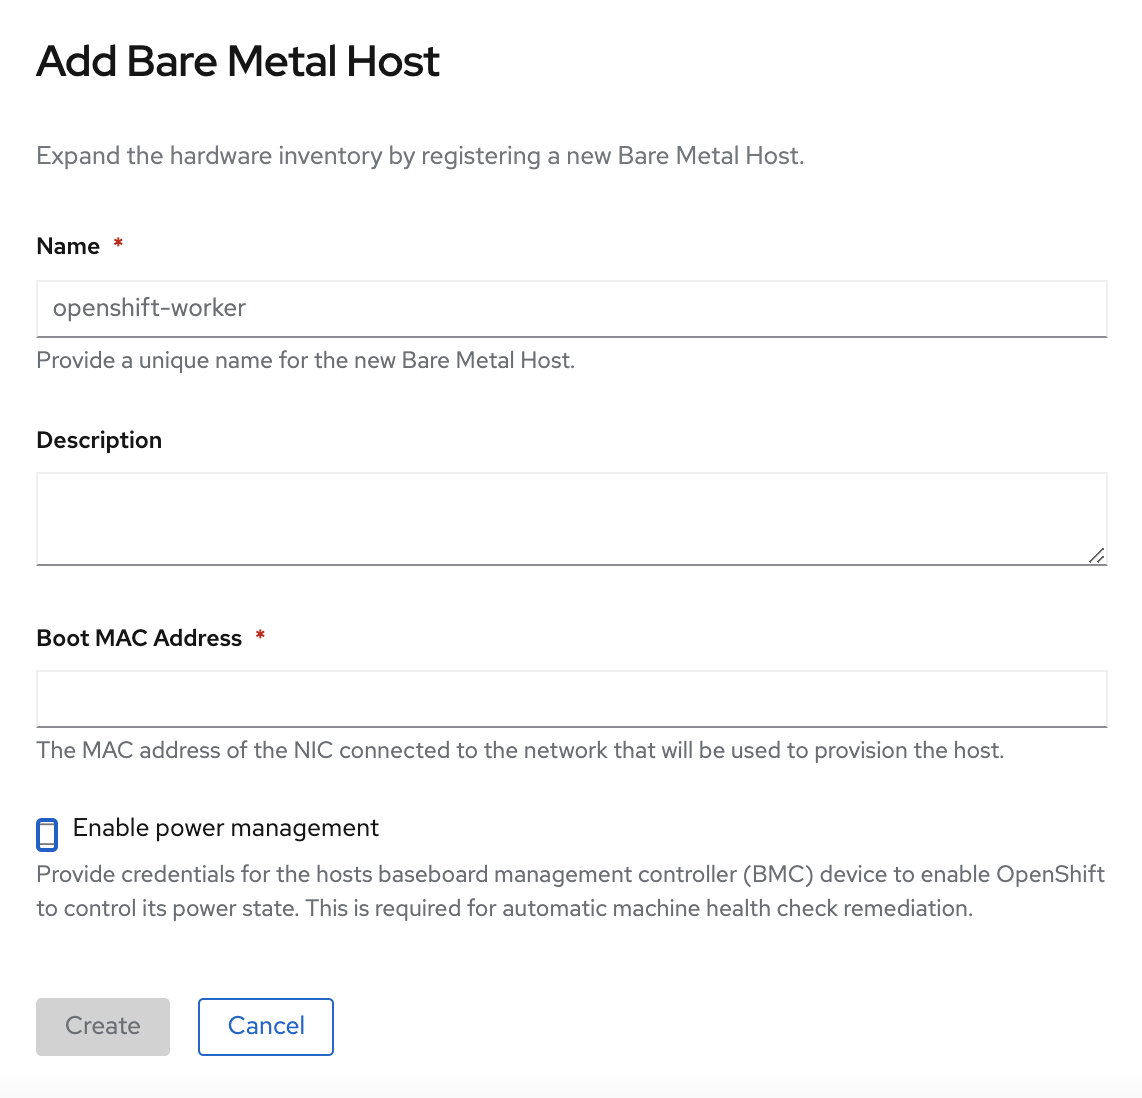 Add Bare Metal Host
Expand the hardware inventory by registering a new Bare Metal Host.
Name *
openshift-worker
Provide a unique name for the new Bare Metal Host.
Description
Boot MAC Address *
The MAC address of the NIC connected to the network that will be used to provision the host.
Enable power management
Provide credentials for the hosts baseboard management controller (BMC) device to enable OpenShift
to control its power state. This is required for automatic machine health check remediation.
Create
Cancel